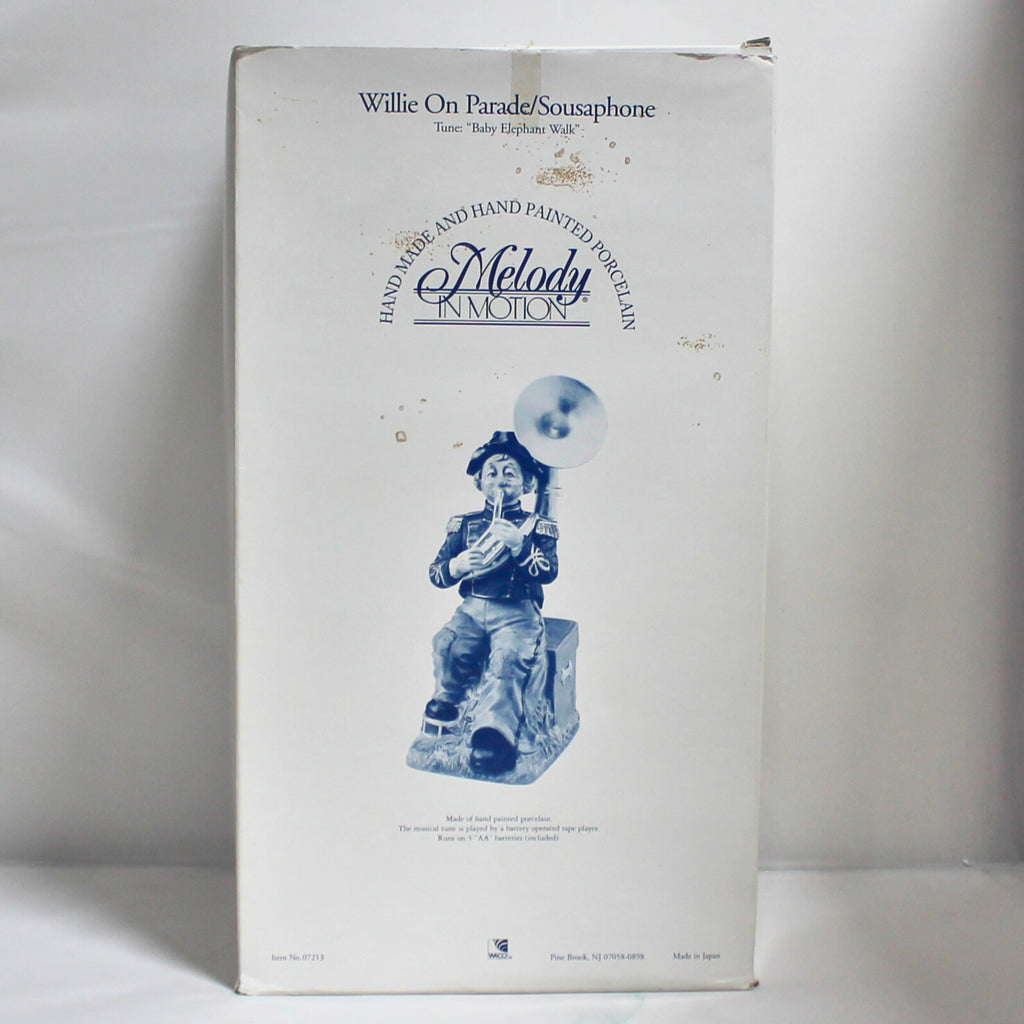 Willie On Parade/Sousaphone
Tune: "Baby Elephant Walk"
HAND MADE AND HAND PAINTED PORCELAIN
Melody
IN MOTION®
Made of hand painted porcelain.
The musical tune is played by a battery operated tape player.
Runs on 3 "AA" batteries (included).
Item No.07213
WACO
Pine Brook, NJ 07058-0898
Made in Japan